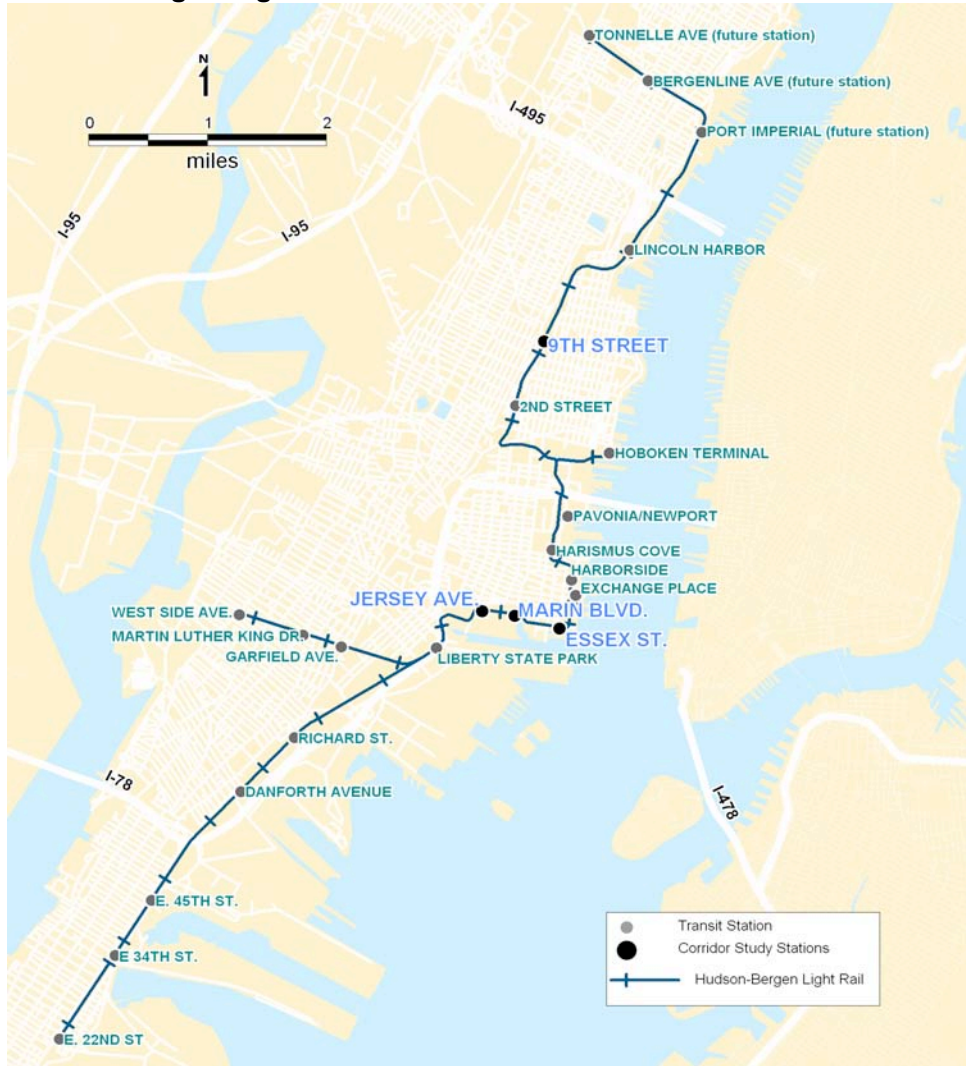 TONNELLE AVE (future station)
N
BERGENLINE AVE (future station)
I-495
0 1 2
PORT IMPERIAL (future station)
miles
I-95
I-95
LINCOLN HARBOR
9TH STREET
2ND STREET
HOBOKEN TERMINAL
PAVONIA/NEWPORT
HARISMUS COVE
HARBORSIDE
EXCHANGE PLACE
JERSEY AVE.
WEST SIDE AVE.
MARIN BLVD.
MARTIN LUTHER KING DR.
ESSEX ST.
GARFIELD AVE.
LIBERTY STATE PARK
RICHARD ST.
I-78
DANFORTH AVENUE
I-478
E. 45TH ST.
Transit Station
Corridor Study Stations
E 34TH ST.
Hudson-Bergen Light Rail
E. 22ND ST